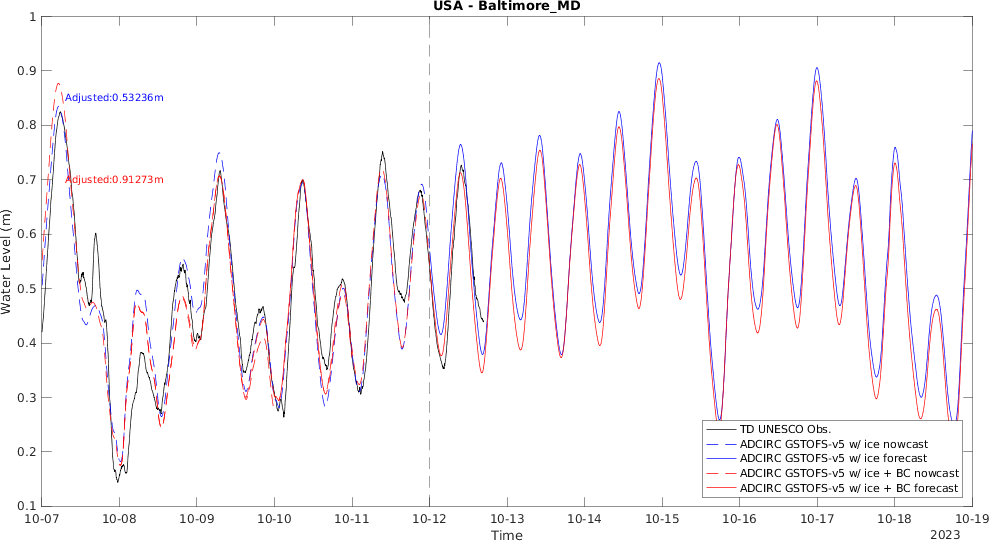 USA - Baltimore_MD
1
0.9
0.8
0.7
0.6
0.5
0.4
0.3
0.2
0.1
Water Level (m)
Adjusted:0.53236m
Adjusted:0.91273m
TD UNESCO Obs.
ADCIRC GSTOFS-v5 w/ ice nowcast
ADCIRC GSTOFS-v5 w/ ice forecast
ADCIRC GSTOFS-v5 w/ ice + BC nowcast
ADCIRC GSTOFS-v5 w/ ice + BC forecast
10-07 10-08 10-09 10-10 10-11 10-12 10-13 10-14 10-15 10-16 10-17 10-18 10-19
Time
2023